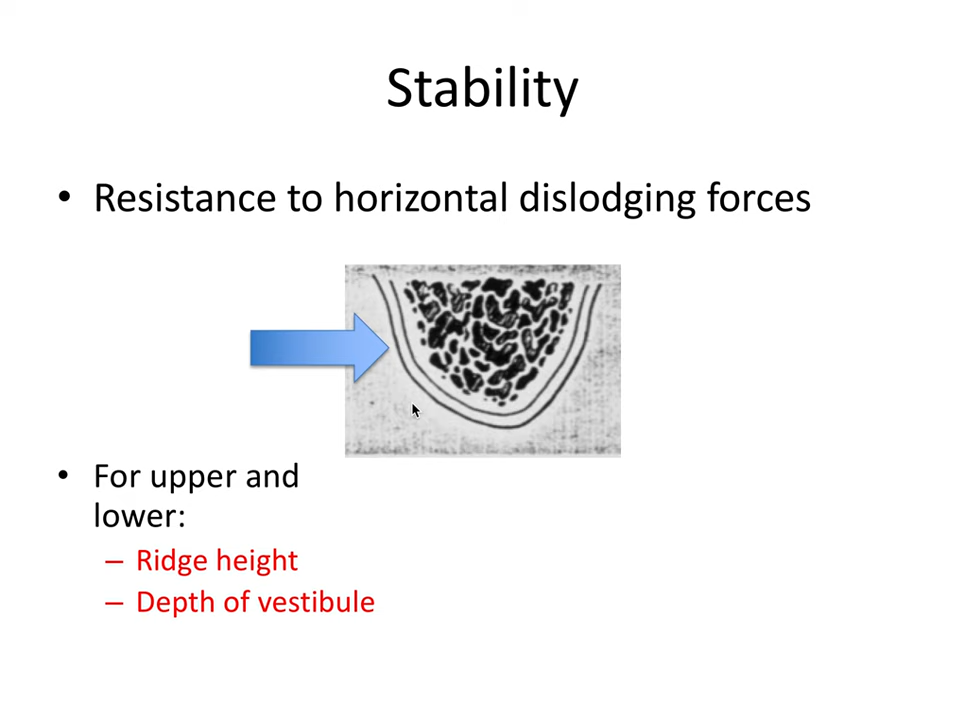 Stability
• Resistance to horizontal dislodging forces
• For upper and
lower:
– Ridge height
– Depth of vestibule